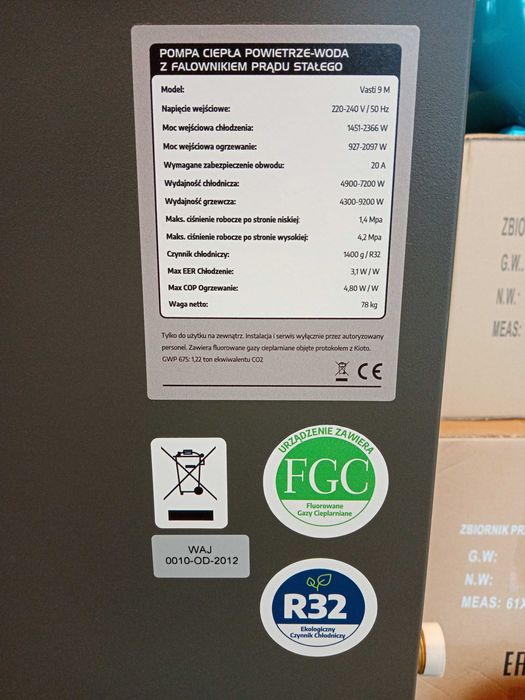 POMPA CIEPŁA POWIETRZE-WODA
Z FALOWNIKIEM PRĄDU STAŁEGO
Model: Vasti 9 M
Napięcie wejściowe: 220-240 V / 50 Hz
Moc wejściowa chłodzenia: 1451-2366 W
Moc wejściowa ogrzewanie: 927-2097 W
Wymagane zabezpieczenie obwodu: 20 A
Wydajność chłodnicza: 4900-7200 W
Wydajność grzewcza: 4300-9200 W
Maks. ciśnienie robocze po stronie niskiej: 1,4 Mpa
Maks. ciśnienie robocze po stronie wysokiej: 4,2 Mpa
Czynnik chłodniczy: 1400 g / R32
Max EER Chłodzenie: 3,1 W / W
Max COP Ogrzewanie: 4,80 W / W
Waga netto: 78 kg
Tylko do użytku na zewnątrz. Instalacja i serwis wyłącznie przez autoryzowany
personel. Zawiera fluorowane gazy cieplarniane objęte protokołem z Kioto.
GWP 675: 1,22 ton ekwiwalentu CO2
CE
URZĄDZENIE ZAWIERA
FGC
Fluorowane
Gazy Cieplarniane
WAJ
0010-OD-2012
R32
Ekologiczny
Czynnik Chłodniczy
G.W.:
N.W.:
MEAS:
ZBIORNIK
G.W:
N.W:
MEAS: 61X